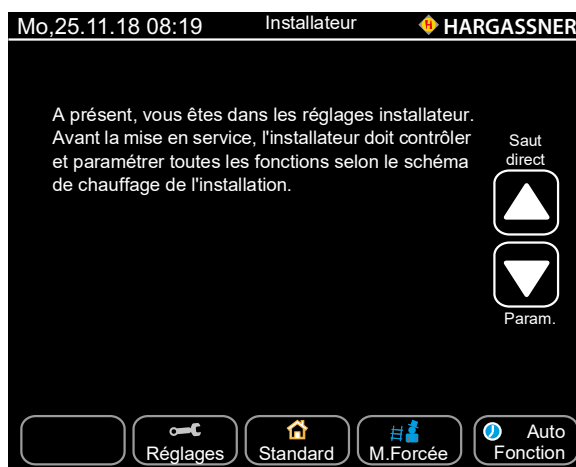 Mo,25.11.18 08:19 Installateur H HARGASSNER
A présent, vous êtes dans les réglages installateur.
Avant la mise en service, l'installateur doit contrôler
et paramétrer toutes les fonctions selon le schéma
de chauffage de l'installation.
Saut
direct
Param.
Réglages
Standard
M.Forcée
Auto
Fonction